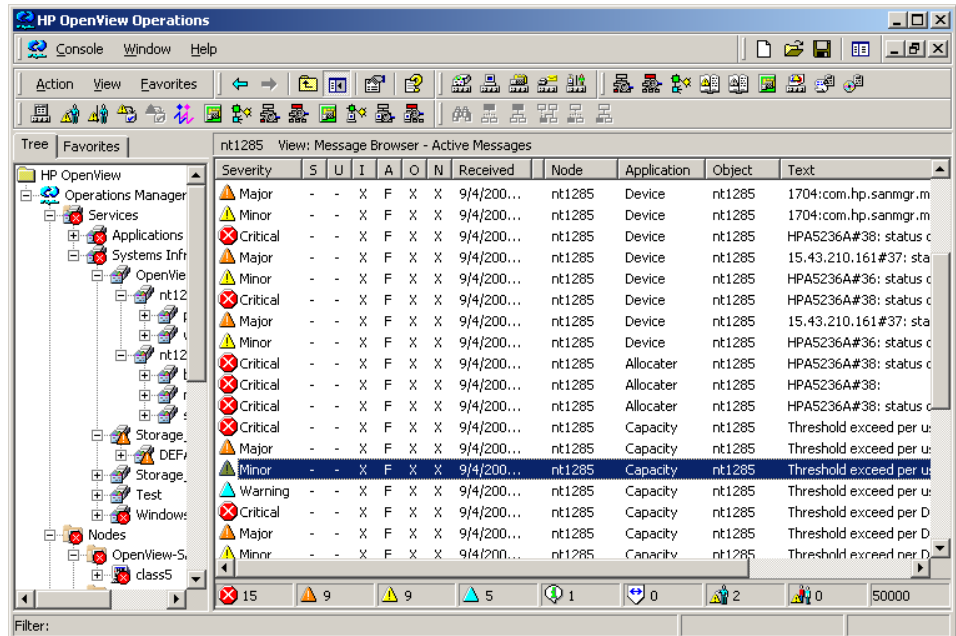 HP OpenView Operations
Console Window Help
Action View Favorites
Tree Favorites
nt1285 View: Message Browser - Active Messages
HP OpenView
Operations Manager
Services
Applications
Systems Infr
OpenVie
nt12
nt12
Storage_
DEFA
Storage_
Test
Windows
Nodes
OpenView-S
class5
Severity S U I A O N Received Node Application Object Text
Major - - X F X X 9/4/200... nt1285 Device nt1285 1704:com.hp.sanmgr.m
Minor - - X F X X 9/4/200... nt1285 Device nt1285 1704:com.hp.sanmgr.m
Critical - - X F X X 9/4/200... nt1285 Device nt1285 HPA5236A#38: status c
Major - - X F X X 9/4/200... nt1285 Device nt1285 15.43.210.161#37: sta
Minor - - X F X X 9/4/200... nt1285 Device nt1285 HPA5236A#36: status c
Critical - - X F X X 9/4/200... nt1285 Device nt1285 HPA5236A#38: status c
Major - - X F X X 9/4/200... nt1285 Device nt1285 15.43.210.161#37: sta
Minor - - X F X X 9/4/200... nt1285 Device nt1285 HPA5236A#36: status c
Critical - - X F X X 9/4/200... nt1285 Allocater nt1285 HPA5236A#38: status c
Critical - - X F X X 9/4/200... nt1285 Allocater nt1285 HPA5236A#38:
Critical - - X F X X 9/4/200... nt1285 Allocater nt1285 HPA5236A#38: status c
Critical - - X F X X 9/4/200... nt1285 Capacity nt1285 Threshold exceed per u
Major - - X F X X 9/4/200... nt1285 Capacity nt1285 Threshold exceed per u
Minor - - X F X X 9/4/200... nt1285 Capacity nt1285 Threshold exceed per u
Warning - - X F X X 9/4/200... nt1285 Capacity nt1285 Threshold exceed per u
Critical - - X F X X 9/4/200... nt1285 Capacity nt1285 Threshold exceed per D
Major - - X F X X 9/4/200... nt1285 Capacity nt1285 Threshold exceed per D
Minor - - X F X X 9/4/200... nt1285 Capacity nt1285 Threshold exceed per D
15 9 9 5 1 0 2 0 50000
Filter: